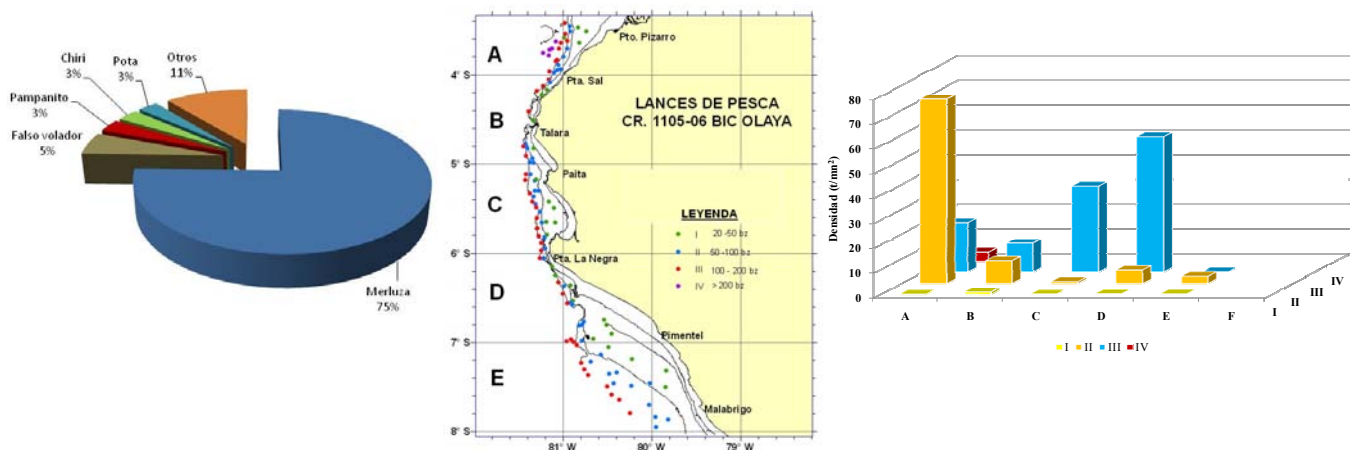 Chiri
3%
Pota
3%
Otros
11%
Pampanito
3%
Falso volador
5%
Merluza
75%
A
B
C
D
E
4° S
5° S
6° S
7° S
8° S
81° W
80° W
79° W
Pto. Pizarro
Pta. Sal
LANCES DE PESCA
CR. 1105-06 BIC OLAYA
Talara
Paita
LEYENDA
I 20 -50 bz
II 50 -100 bz
III 100 - 200 bz
IV > 200 bz
Pta. La Negra
Pimentel
Malabrigo
Densidad (t/mn²)
80
70
60
50
40
30
20
10
0
A B C D E F
I
II
III
IV
I II III IV